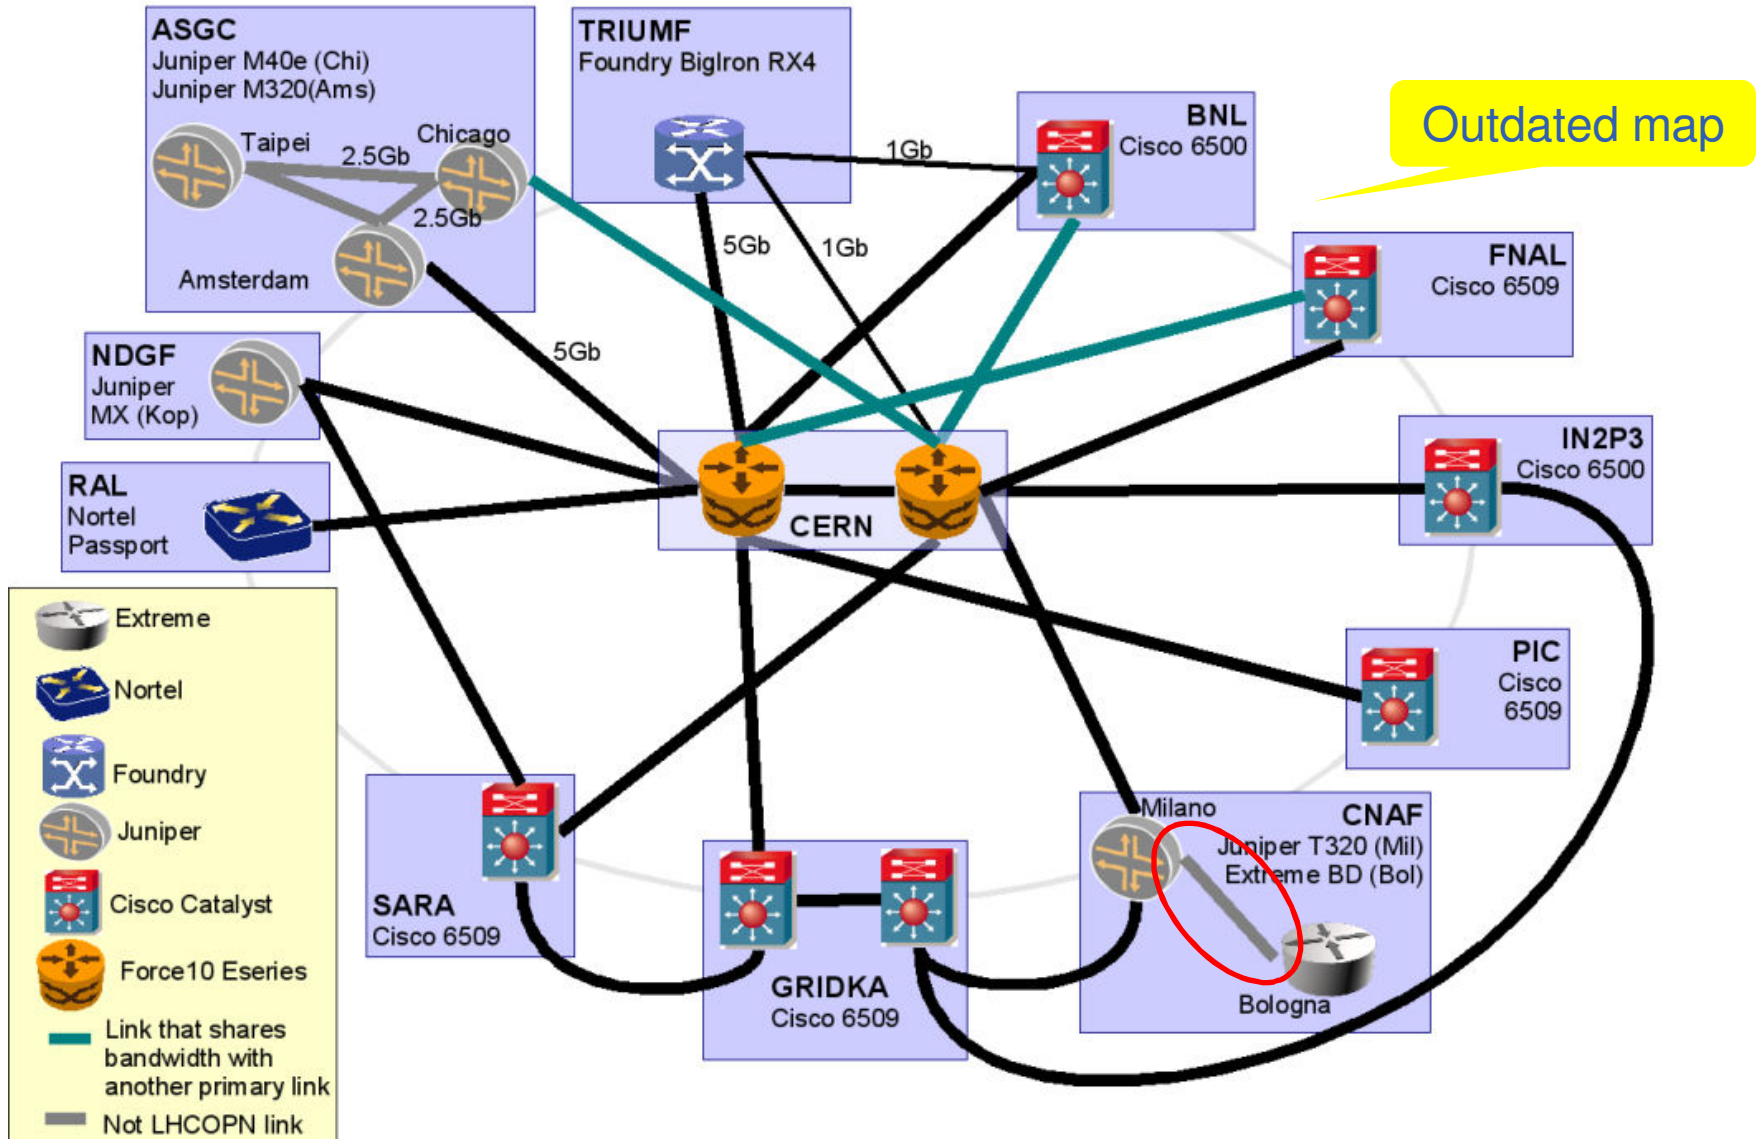 ASGC
Juniper M40e (Chi)
Juniper M320(Ams)
Taipei
2.5Gb
Chicago
2.5Gb
Amsterdam
TRIUMF
Foundry BigIron RX4
1Gb
5Gb
1Gb
BNL
Cisco 6500
Outdated map
FNAL
Cisco 6509
NDGF
Juniper
MX (Kop)
5Gb
RAL
Nortel
Passport
CERN
IN2P3
Cisco 6500
PIC
Cisco
6509
Milano
CNAF
Juniper T320 (Mil)
Extreme BD (Bol)
Bologna
SARA
Cisco 6509
GRIDKA
Cisco 6509
Extreme
Nortel
Foundry
Juniper
Cisco Catalyst
Force10 Eseries
Link that shares
bandwidth with
another primary link
Not LHCOPN link